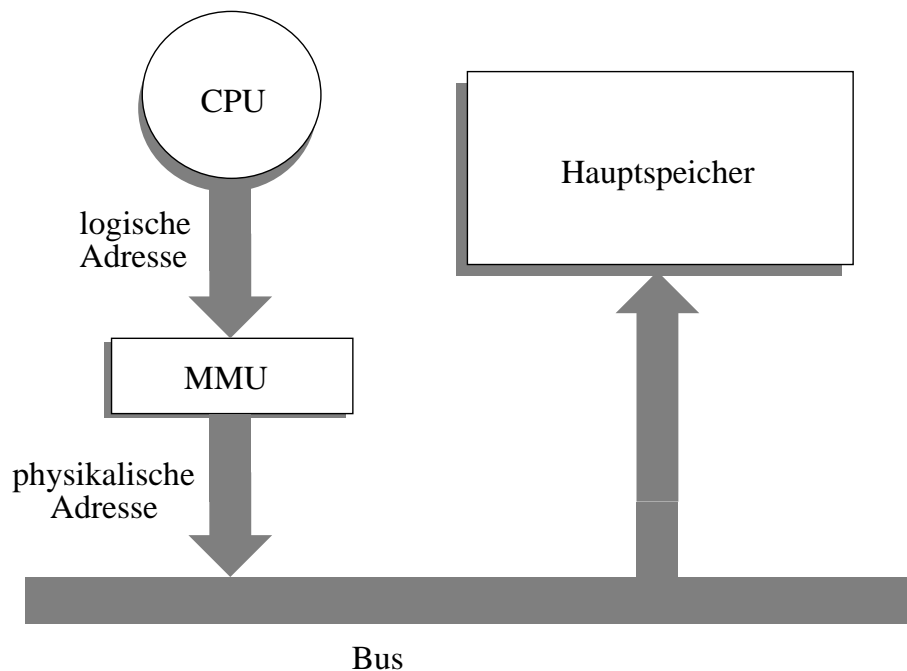 CPU
Hauptspeicher
logische
Adresse
MMU
physikalische
Adresse
Bus